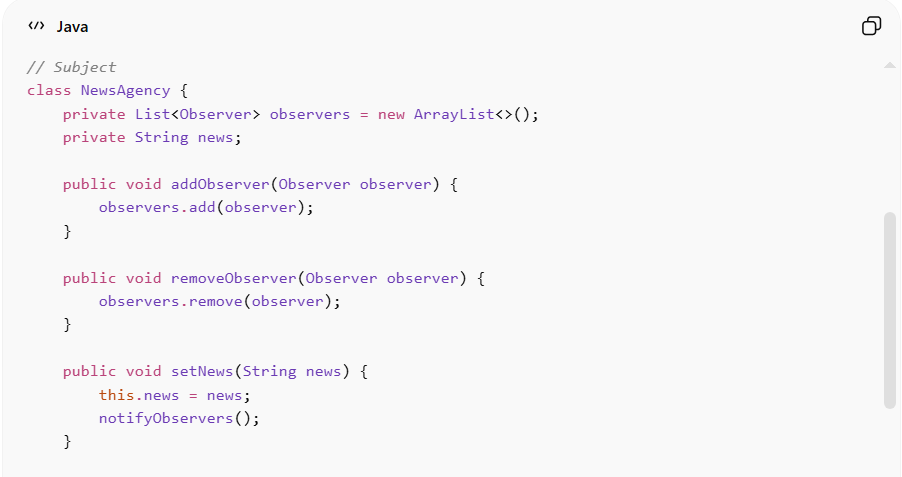 </> Java
// Subject
class NewsAgency {
    private List<Observer> observers = new ArrayList<>();
    private String news;

    public void addObserver(Observer observer) {
        observers.add(observer);
    }

    public void removeObserver(Observer observer) {
        observers.remove(observer);
    }

    public void setNews(String news) {
        this.news = news;
        notifyObservers();
    }